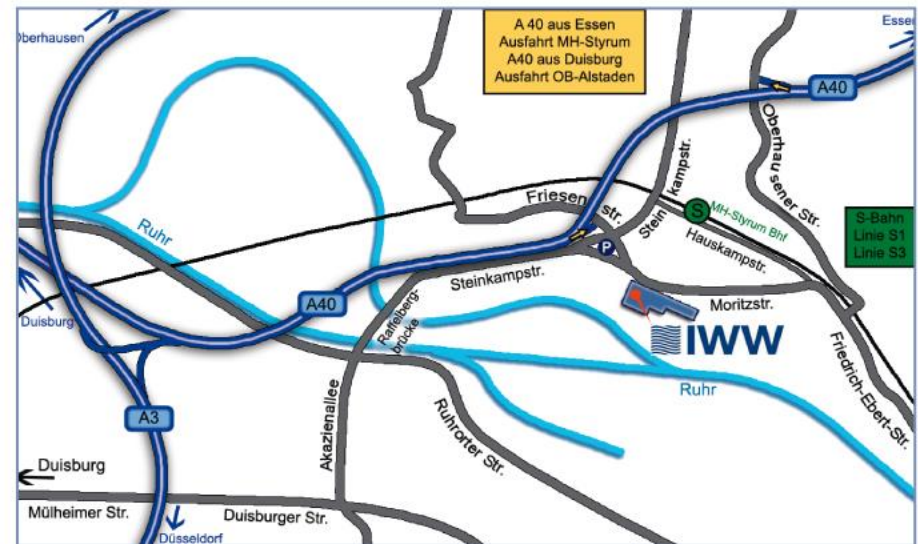 Oberhausen
A 40 aus Essen
Ausfahrt MH-Styrum
A40 aus Duisburg
Ausfahrt OB-Alstaden
Essen
A40
Oberhausener Str.
Steinkampstr.
Friesenstr.
S
MH-Styrum Bhf
Hauskampstr.
S-Bahn
Linie S1
Linie S3
Ruhr
P
Steinkampstr.
Moritzstr.
A40
Duisburg
Raffelberg-
brücke
IWW
Friedrich-Ebert-Str.
Ruhr
A3
Akazienallee
Ruhrorter Str.
Duisburg
Mülheimer Str.
Duisburger Str.
Düsseldorf